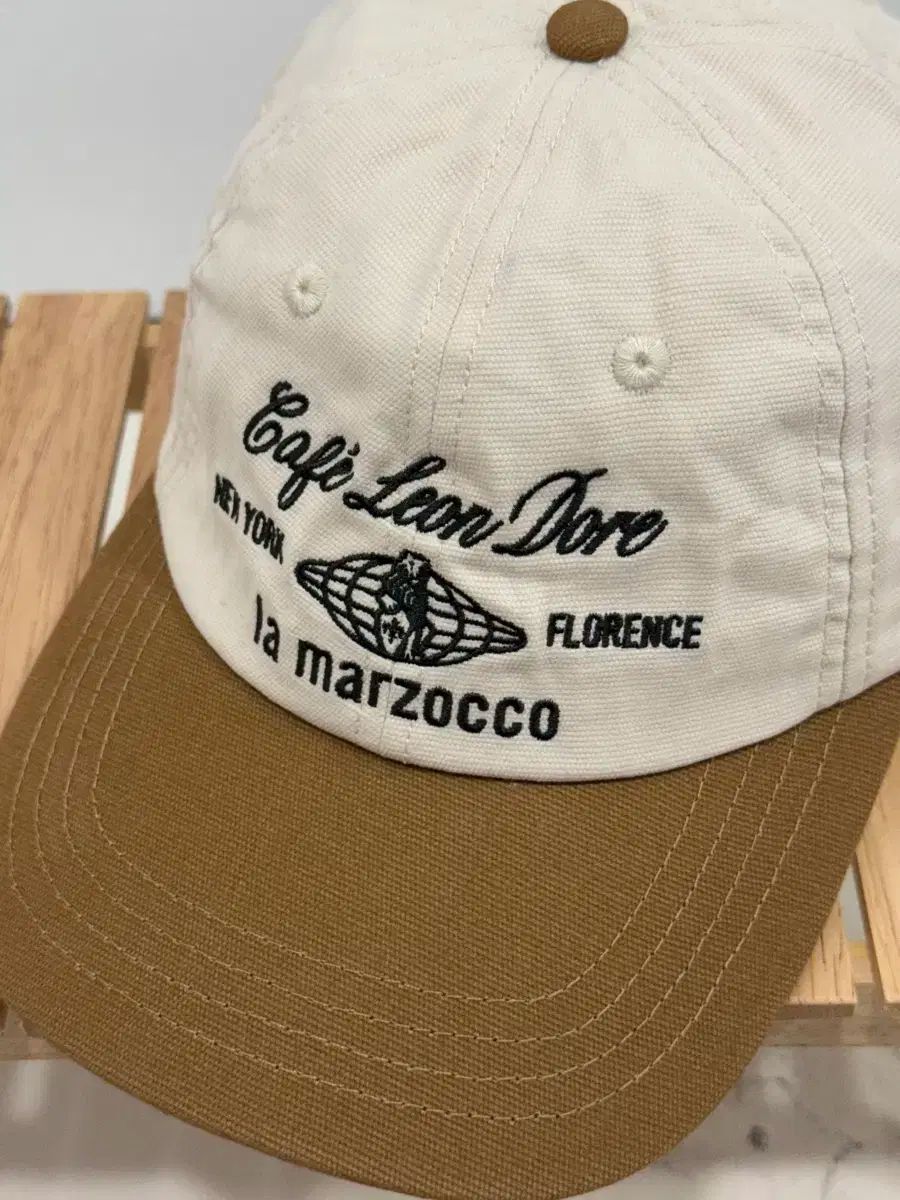 Café Leon Dore
NEW YORK
FLORENCE
la marzocco